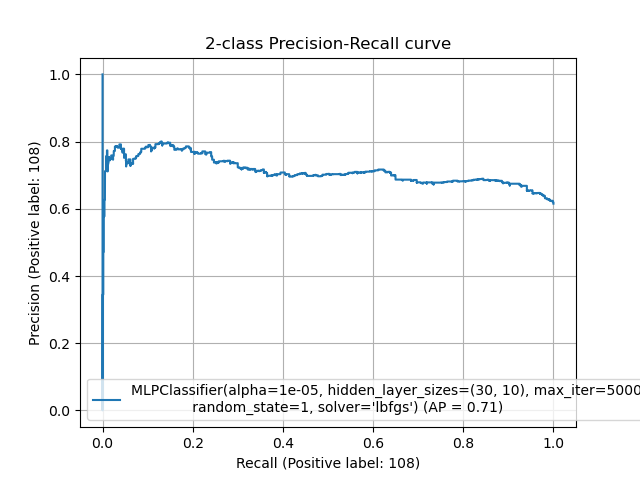 2-class Precision-Recall curve
1.0
0.8
0.6
0.4
0.2
0.0
Precision (Positive label: 108)
MLPClassifier(alpha=1e-05, hidden_layer_sizes=(30, 10), max_iter=5000
random_state=1, solver='lbfgs') (AP = 0.71)
0.0 0.2 0.4 0.6 0.8 1.0
Recall (Positive label: 108)